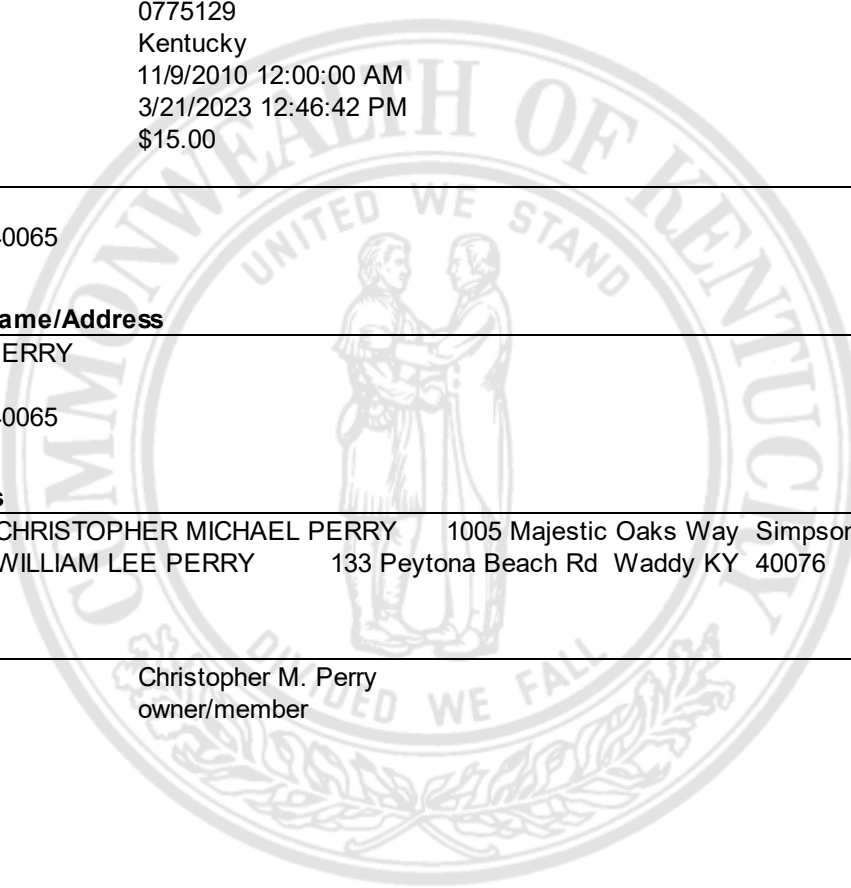 0775129
Kentucky
11/9/2010 12:00:00 AM
3/21/2023 12:46:42 PM
$15.00
COMMONWEALTH OF KENTUCKY
UNITED WE STAND
40065
ame/Address
ERRY
40065
s
CHRISTOPHER MICHAEL PERRY 1005 Majestic Oaks Way Simpson
WILLIAM LEE PERRY 133 Peytona Beach Rd Waddy KY 40076
DIVIDED WE FALL
Christopher M. Perry
owner/member